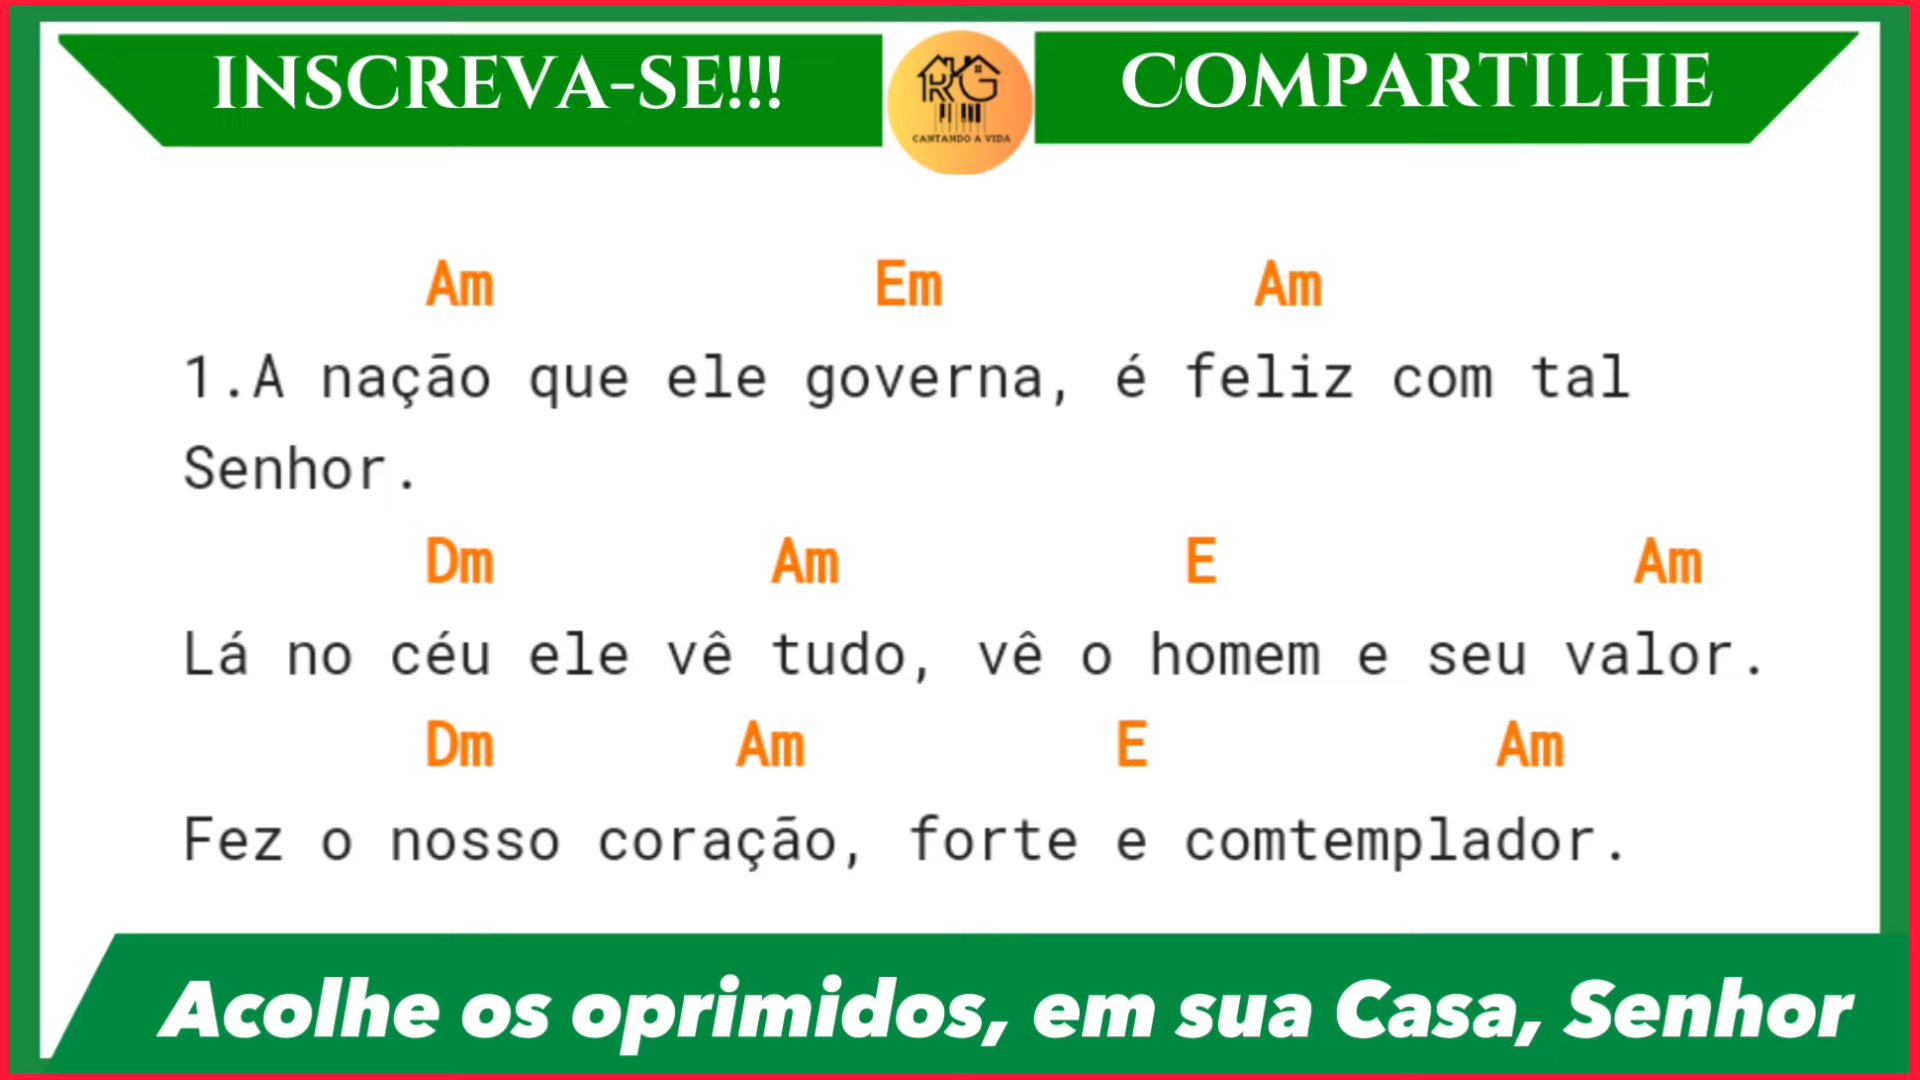 INSCREVA-SE!!!
COMPARTILHE
RG
CANTANDO A VIDA
Am Em Am
1.A nação que ele governa, é feliz com tal
Senhor.
Dm Am E Am
Lá no céu ele vê tudo, vê o homem e seu valor.
Dm Am E Am
Fez o nosso coração, forte e comtemplador.
Acolhe os oprimidos, em sua Casa, Senhor